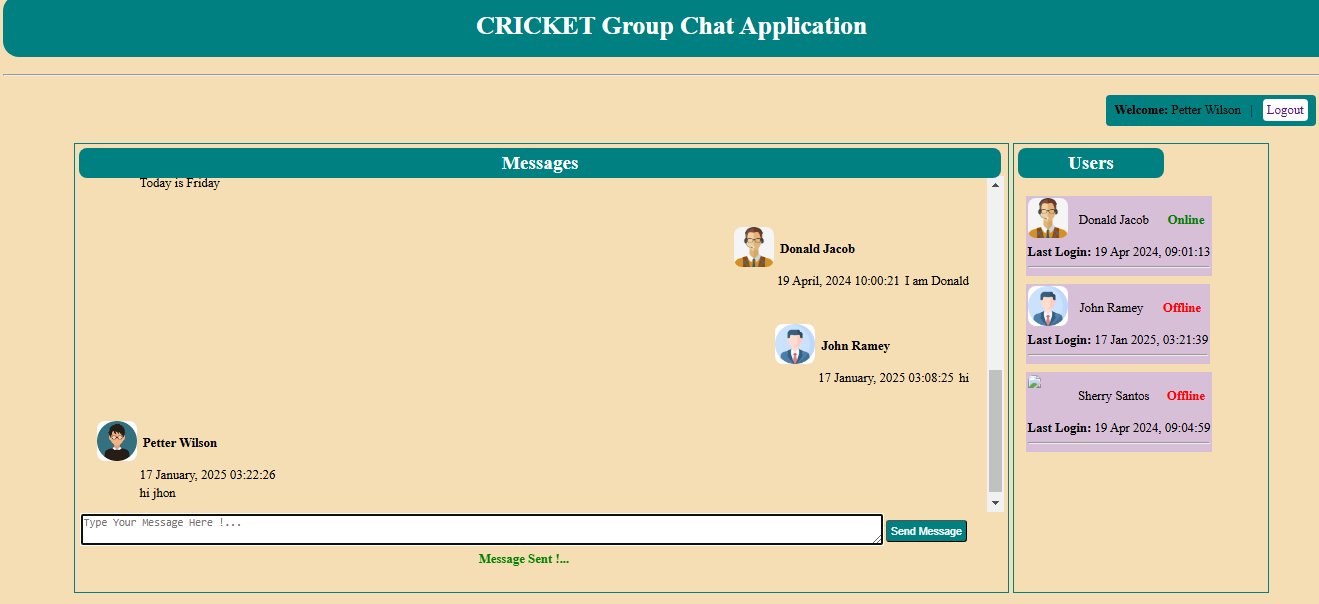 CRICKET Group Chat Application
Welcome: Petter Wilson | Logout
Messages
Today is Friday
Donald Jacob
19 April, 2024 10:00:21 I am Donald
John Ramey
17 January, 2025 03:08:25 hi
Petter Wilson
17 January, 2025 03:22:26
hi jhon
Type Your Message Here !...
Send Message
Message Sent !...
Users
Donald Jacob Online
Last Login: 19 Apr 2024, 09:01:13
John Ramey Offline
Last Login: 17 Jan 2025, 03:21:39
Sherry Santos Offline
Last Login: 19 Apr 2024, 09:04:59